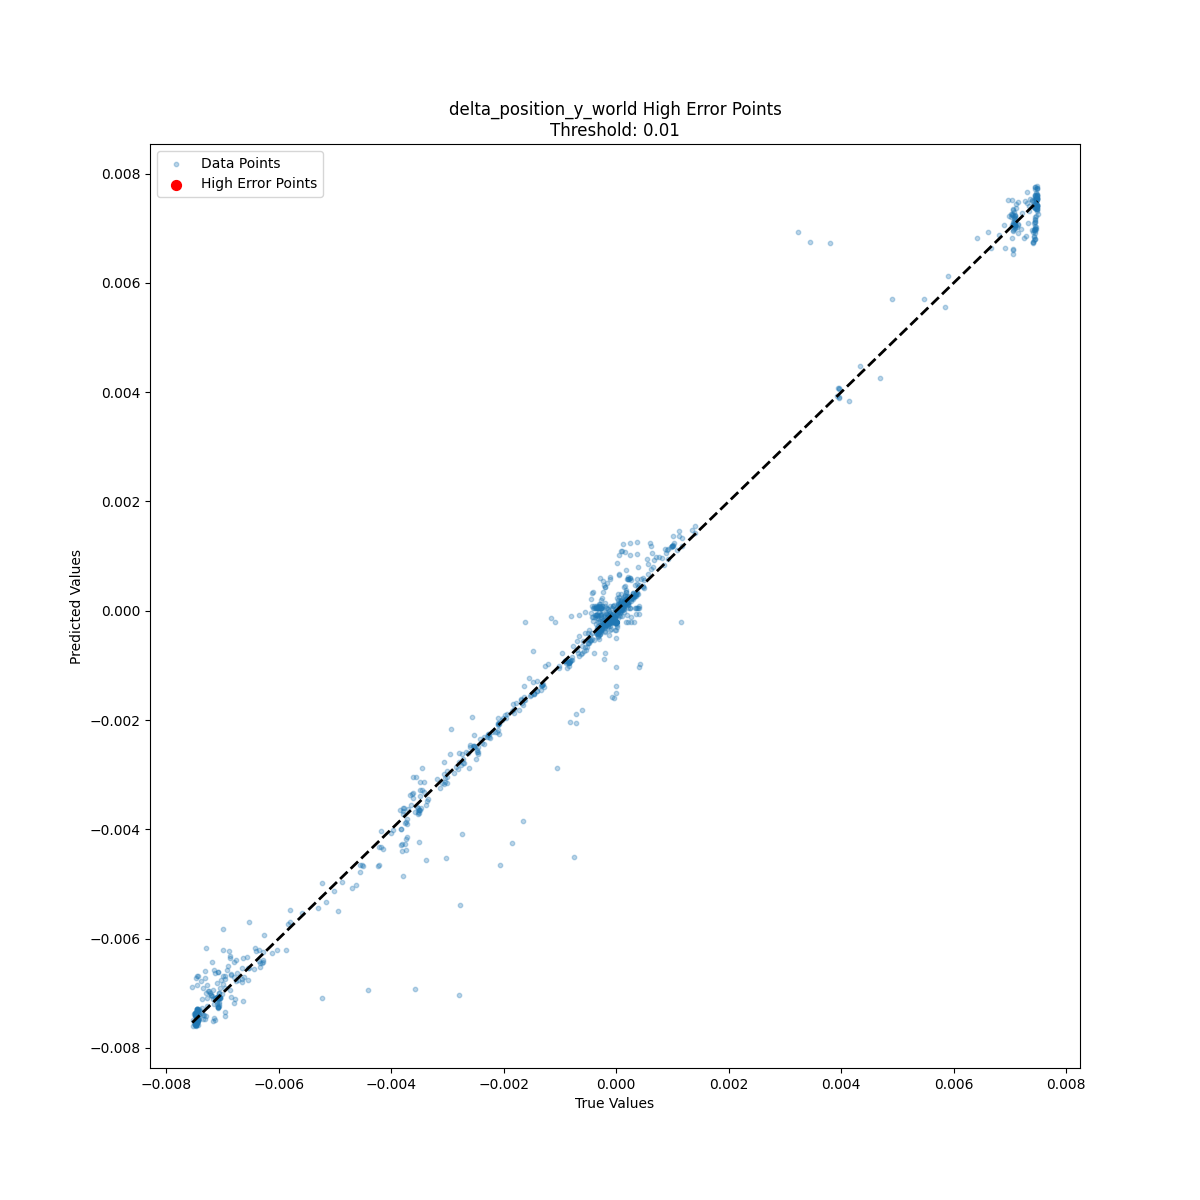 delta_position_y_world High Error Points
Threshold: 0.01
Data Points
High Error Points
0.008
0.006
0.004
0.002
0.000
−0.002
−0.004
−0.006
−0.008
Predicted Values
−0.008 −0.006 −0.004 −0.002 0.000 0.002 0.004 0.006 0.008
True Values